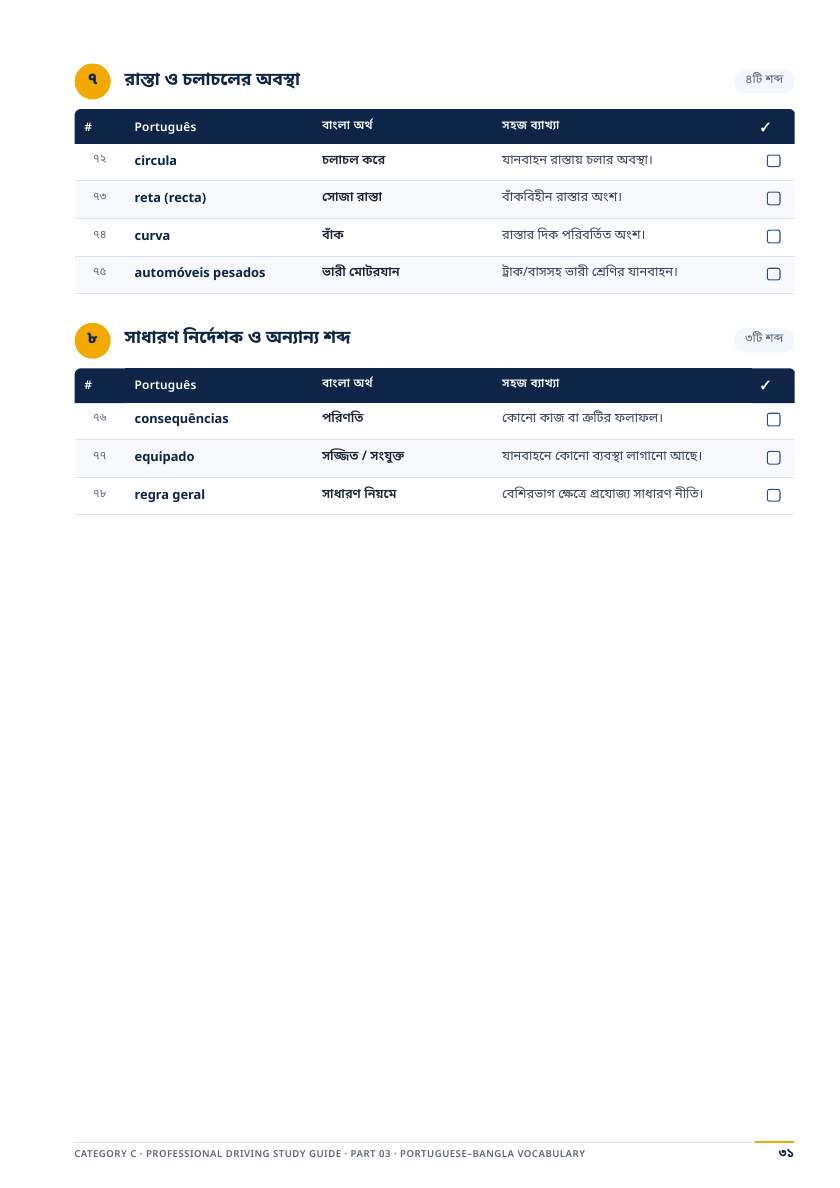 ৭ রাস্তা ও চলাচলের অবস্থা ৪টি শব্দ
# Português বাংলা অর্থ সহজ ব্যাখ্যা ✓
৭২ circula চলাচল করে যানবাহন রাস্তায় চলার অবস্থা।
৭৩ reta (recta) সোজা রাস্তা বাঁকবিহীন রাস্তার অংশ।
৭৪ curva বাঁক রাস্তার দিক পরিবর্তিত অংশ।
৭৫ automóveis pesados ভারী মোটরযান ট্রাক/বাসসহ ভারী শ্রেণির যানবাহন।
৮ সাধারণ নির্দেশক ও অন্যান্য শব্দ ৩টি শব্দ
# Português বাংলা অর্থ সহজ ব্যাখ্যা ✓
৭৬ consequências পরিণতি কোনো কাজ বা ত্রুটির ফলাফল।
৭৭ equipado সজ্জিত / সংযুক্ত যানবাহনে কোনো ব্যবস্থা লাগানো আছে।
৭৮ regra geral সাধারণ নিয়মে বেশিরভাগ ক্ষেত্রে প্রযোজ্য সাধারণ নীতি।
CATEGORY C · PROFESSIONAL DRIVING STUDY GUIDE · PART 03 · PORTUGUESE–BANGLA VOCABULARY ৩১